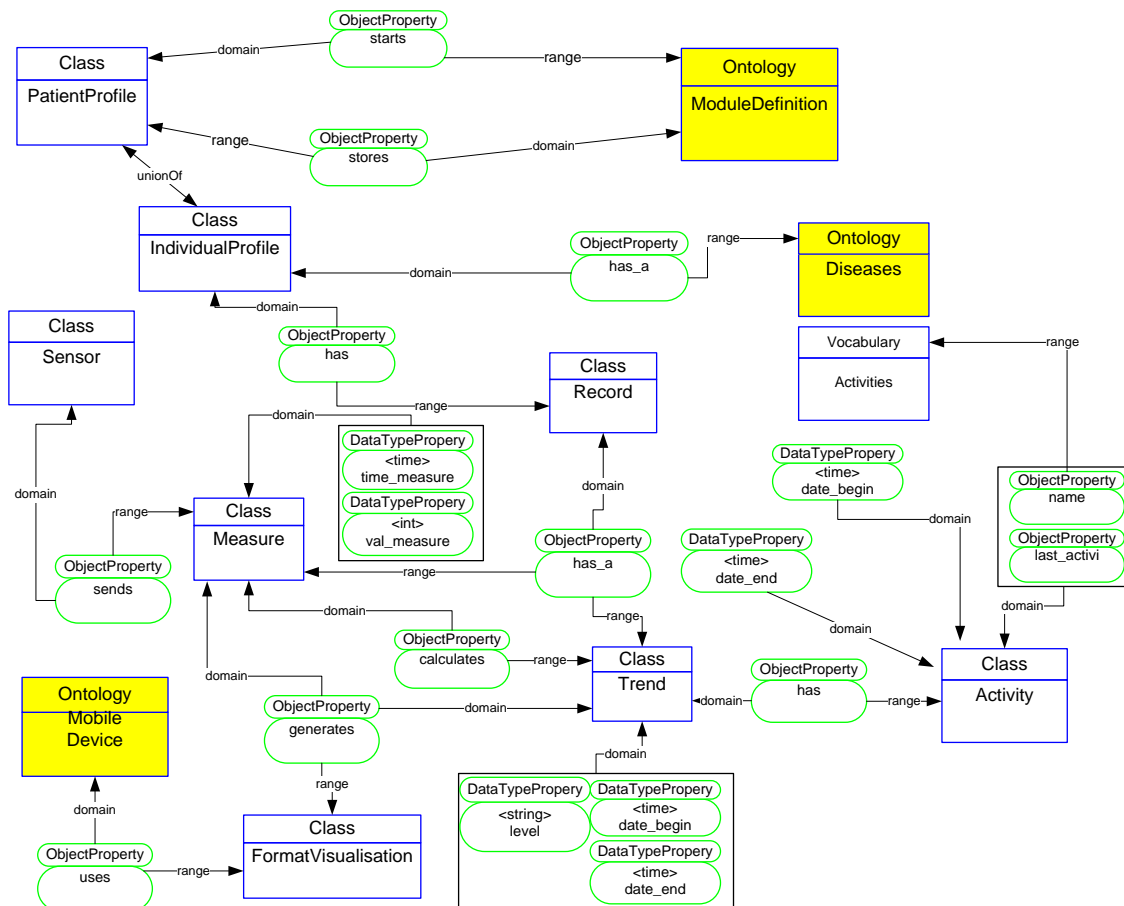 ObjectProperty
starts
domain
range
Class
PatientProfile
Ontology
ModuleDefinition
ObjectProperty
stores
range
domain
unionOf
Class
IndividualProfile
ObjectProperty
has_a
domain
range
Ontology
Diseases
domain
Class
Sensor
ObjectProperty
has
range
Class
Record
Vocabulary
Activities
range
domain
DataTypePropery
<time>
time_measure
DataTypePropery
<int>
val_measure
domain
DataTypePropery
<time>
date_begin
domain
ObjectProperty
name
ObjectProperty
last_activi
domain
domain
range
Class
Measure
ObjectProperty
sends
ObjectProperty
has_a
range
range
DataTypePropery
<time>
date_end
domain
domain
ObjectProperty
calculates
range
Class
Trend
ObjectProperty
has
domain
range
Class
Activity
domain
ObjectProperty
generates
domain
range
domain
Ontology
Mobile
Device
domain
ObjectProperty
uses
range
Class
FormatVisualisation
DataTypePropery
<string>
level
DataTypePropery
<time>
date_begin
DataTypePropery
<time>
date_end